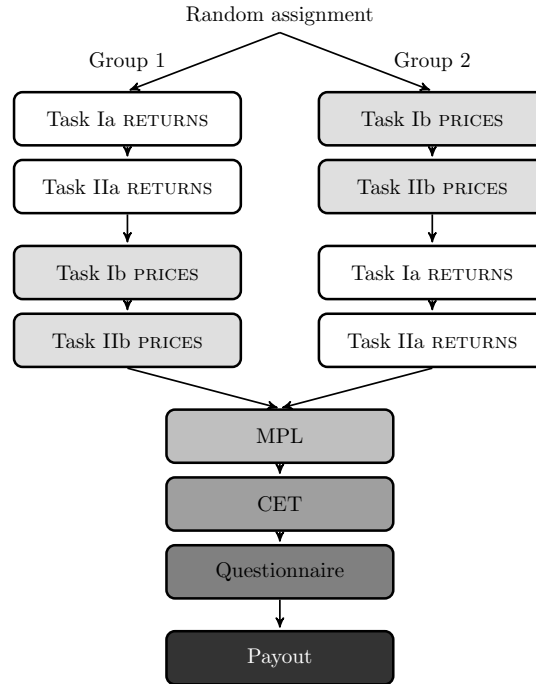 Random assignment
Group 1
Group 2
Task Ia RETURNS
Task Ib PRICES
Task IIa RETURNS
Task IIb PRICES
Task Ib PRICES
Task Ia RETURNS
Task IIb PRICES
Task IIa RETURNS
MPL
CET
Questionnaire
Payout